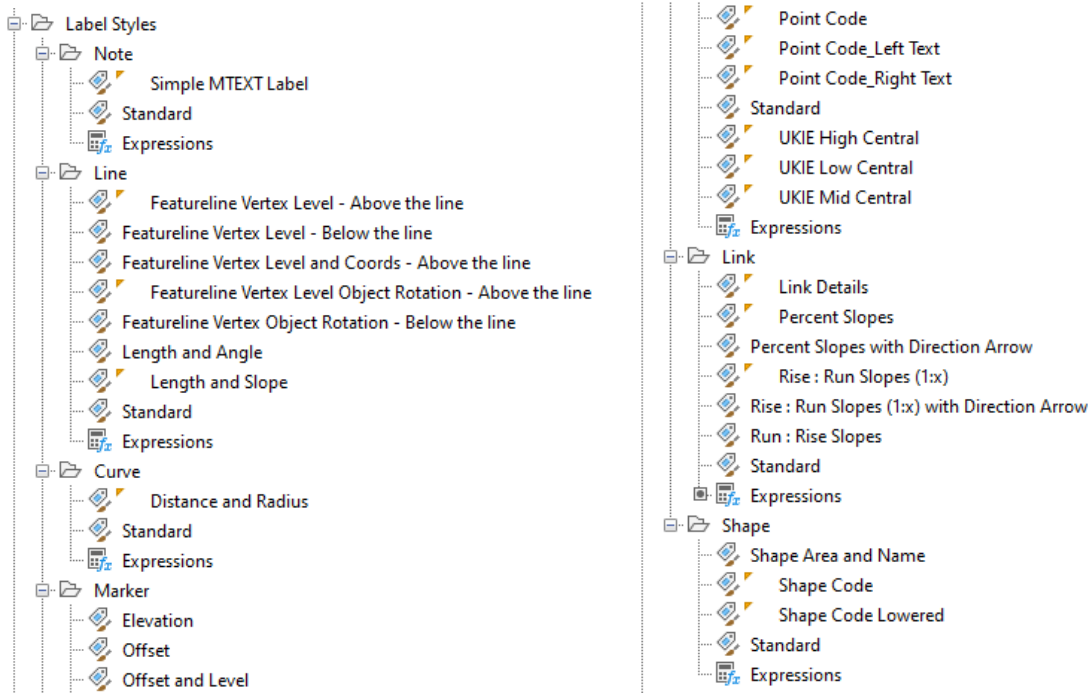 Label Styles
Note
Simple MTEXT Label
Standard
Expressions
Line
Featureline Vertex Level - Above the line
Featureline Vertex Level - Below the line
Featureline Vertex Level and Coords - Above the line
Featureline Vertex Level Object Rotation - Above the line
Featureline Vertex Object Rotation - Below the line
Length and Angle
Length and Slope
Standard
Expressions
Curve
Distance and Radius
Standard
Expressions
Marker
Elevation
Offset
Offset and Level
Point Code
Point Code_Left Text
Point Code_Right Text
Standard
UKIE High Central
UKIE Low Central
UKIE Mid Central
Expressions
Link
Link Details
Percent Slopes
Percent Slopes with Direction Arrow
Rise : Run Slopes (1:x)
Rise : Run Slopes (1:x) with Direction Arrow
Run : Rise Slopes
Standard
Expressions
Shape
Shape Area and Name
Shape Code
Shape Code Lowered
Standard
Expressions